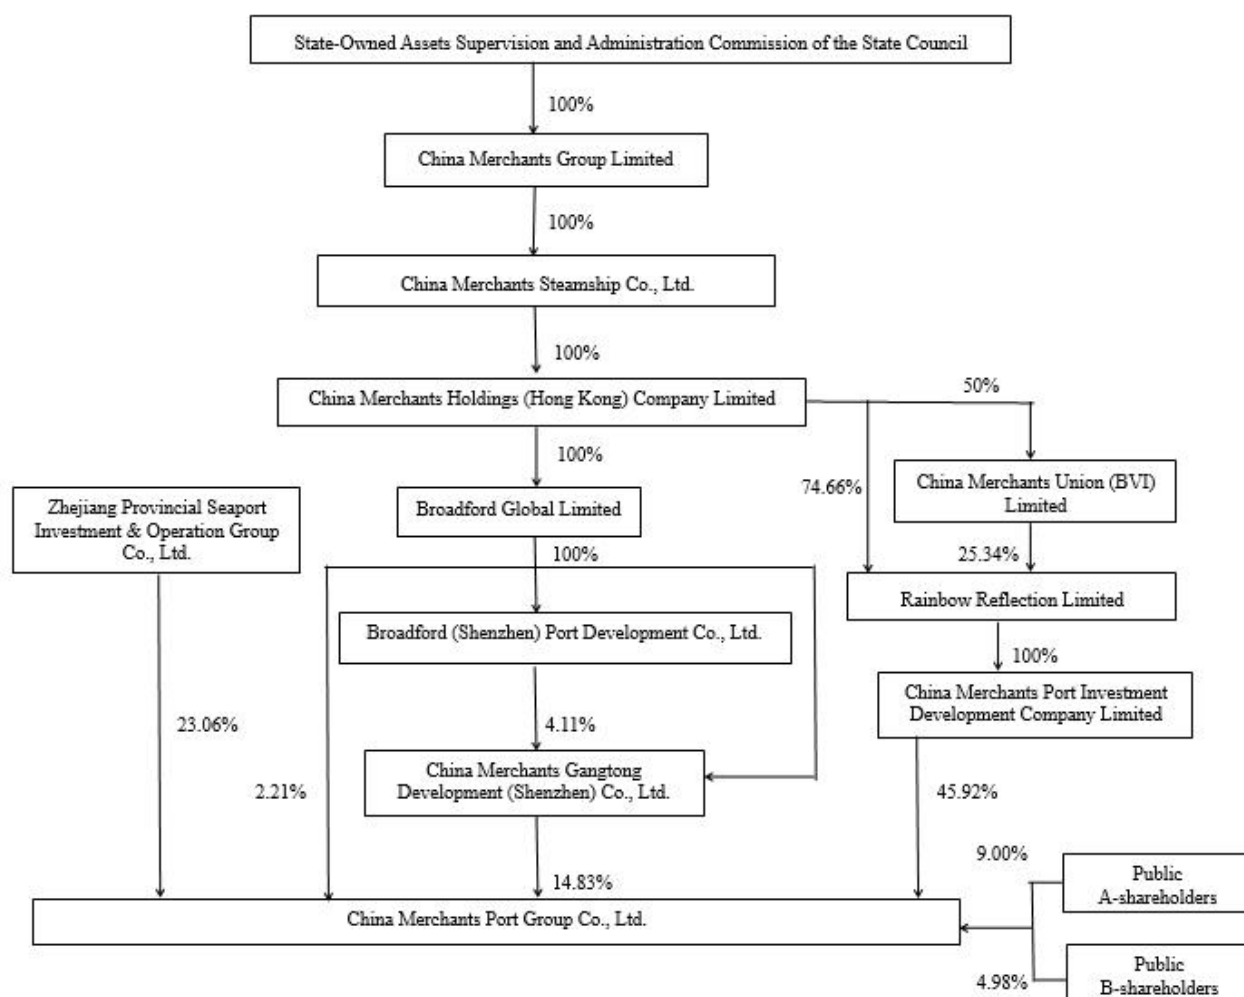 State-Owned Assets Supervision and Administration Commission of the State Council
100%
China Merchants Group Limited
100%
China Merchants Steamship Co., Ltd.
100%
China Merchants Holdings (Hong Kong) Company Limited
50%
100%
74.66%
China Merchants Union (BVI)
Limited
Zhejiang Provincial Seaport
Investment & Operation Group
Co., Ltd.
Broadford Global Limited
100%
25.34%
Rainbow Reflection Limited
Broadford (Shenzhen) Port Development Co., Ltd.
100%
China Merchants Port Investment
Development Company Limited
23.06%
4.11%
China Merchants Gangtong
Development (Shenzhen) Co., Ltd.
2.21%
45.92%
14.83%
9.00%
Public
A-shareholders
China Merchants Port Group Co., Ltd.
4.98%
Public
B-shareholders